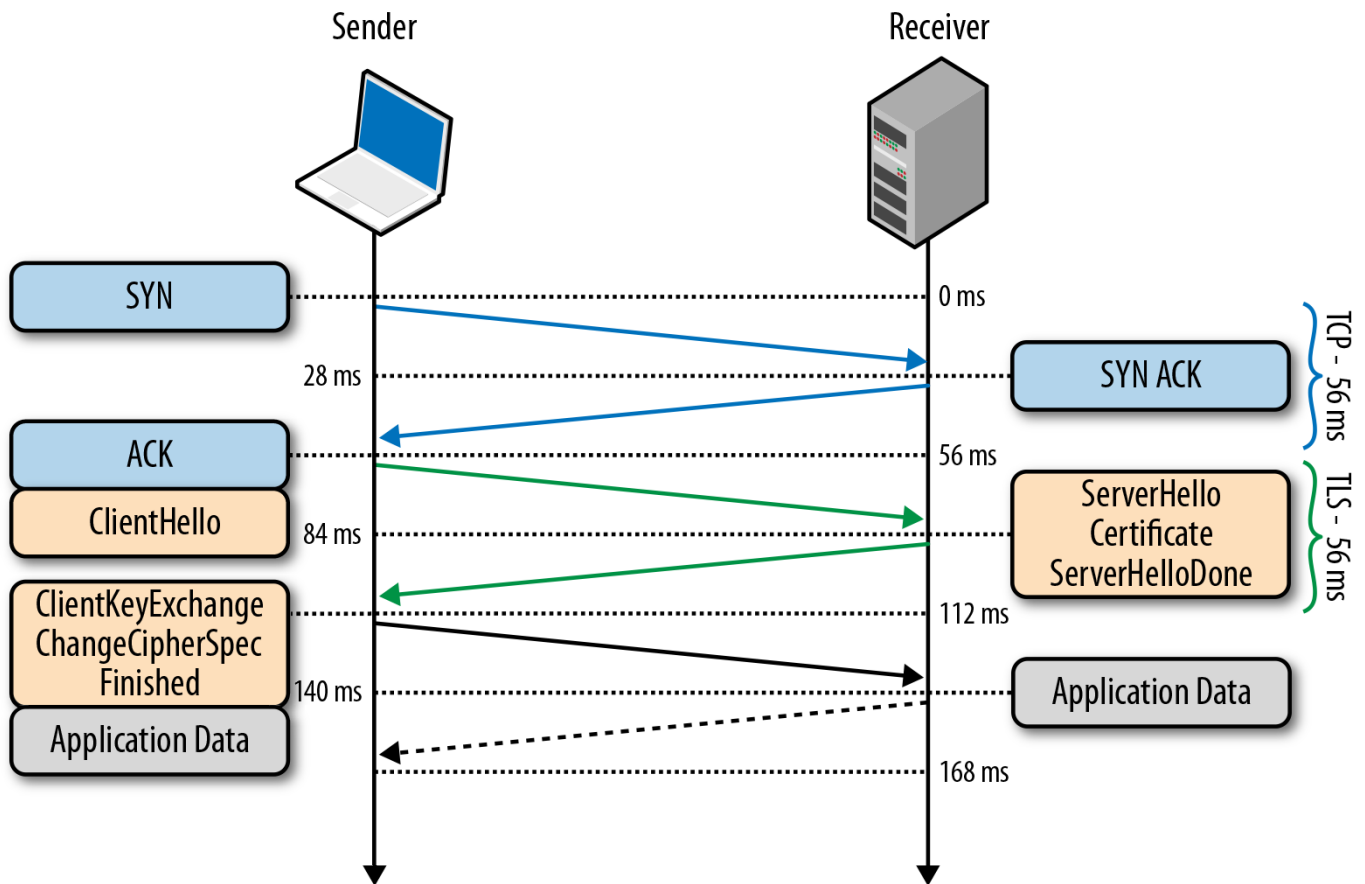 Sender
Receiver
SYN
0 ms
28 ms
SYN ACK
TCP - 56 ms
ACK
56 ms
ClientHello
84 ms
ServerHello
Certificate
ServerHelloDone
TLS - 56 ms
ClientKeyExchange
ChangeCipherSpec
Finished
112 ms
140 ms
Application Data
Application Data
168 ms